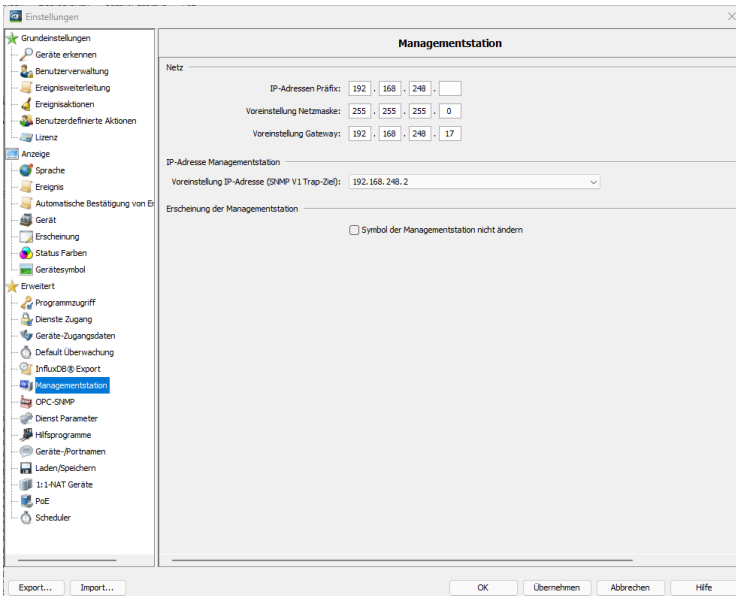 Einstellungen
Grundeinstellungen
Geräte erkennen
Benutzerverwaltung
Ereignisweiterleitung
Ereignisaktionen
Benutzerdefinierte Aktionen
Lizenz
Anzeige
Sprache
Ereignis
Automatische Bestätigung von Er
Gerät
Erscheinung
Status Farben
Gerätesymbol
Erweitert
Programmzugriff
Dienste Zugang
Geräte-Zugangsdaten
Default Überwachung
InfluxDB® Export
Managementstation
OPC-SNMP
Dienst Parameter
Hilfsprogramme
Geräte-/Portnamen
Laden/Speichern
1:1-NAT Geräte
PoE
Scheduler
Managementstation
Netz
IP-Adressen Präfix: 192 . 168 . 248 .
Voreinstellung Netzmaske: 255 . 255 . 255 . 0
Voreinstellung Gateway: 192 . 168 . 248 . 17
IP-Adresse Managementstation
Voreinstellung IP-Adresse (SNMP V1 Trap-Ziel): 192.168.248.2
Erscheinung der Managementstation
Symbol der Managementstation nicht ändern
Export... Import... OK Übernehmen Abbrechen Hilfe